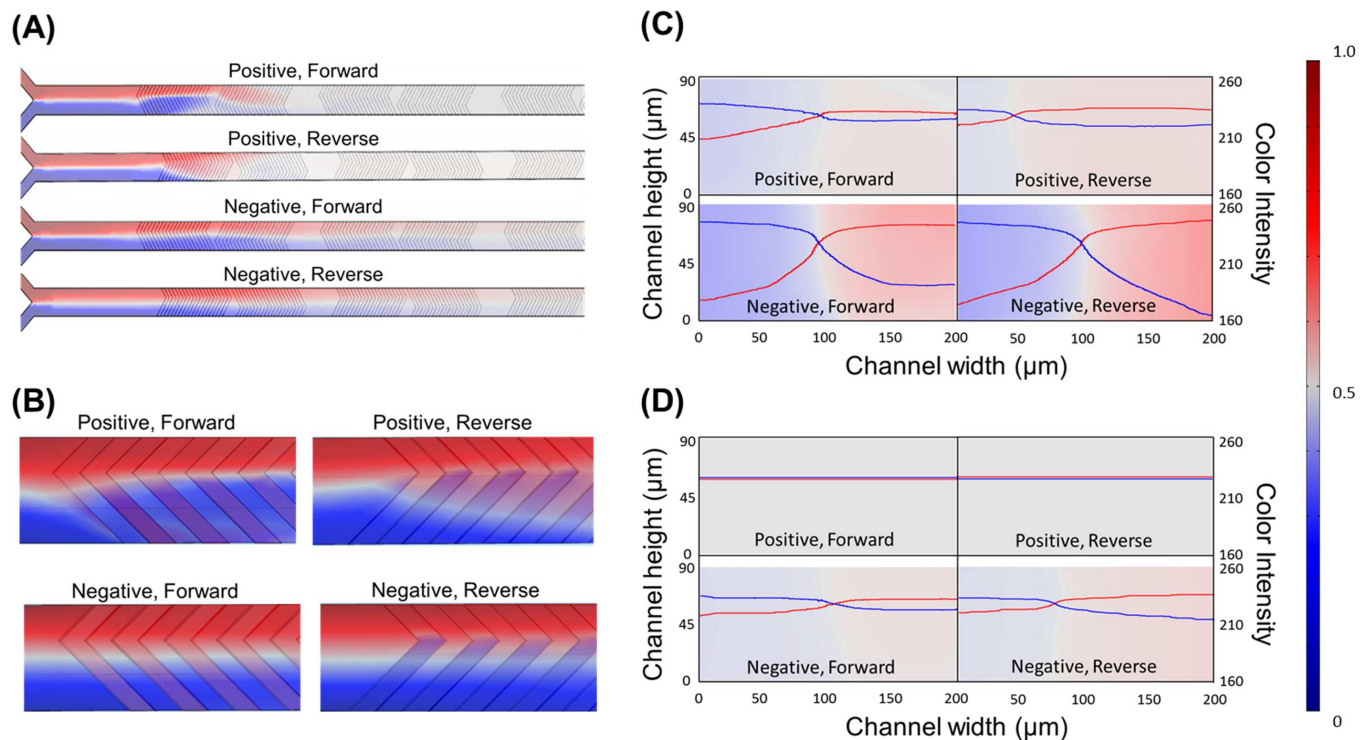 (A)
Positive, Forward
Positive, Reverse
Negative, Forward
Negative, Reverse
(B)
Positive, Forward
Positive, Reverse
Negative, Forward
Negative, Reverse
(C)
Channel height (µm)
90
45
0
90
45
0
Positive, Forward
Positive, Reverse
Negative, Forward
Negative, Reverse
260
210
160
260
210
160
Color Intensity
0 50 100 150 200 50 100 150 200
Channel width (µm)
(D)
Channel height (µm)
90
45
0
90
45
0
Positive, Forward
Positive, Reverse
Negative, Forward
Negative, Reverse
260
210
160
260
210
160
Color Intensity
0 50 100 150 200 50 100 150 200
Channel width (µm)
1.0
0.5
0